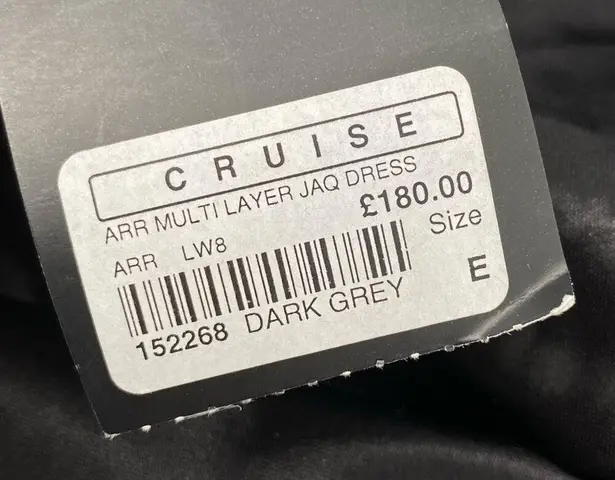 CRUISE
ARR MULTI LAYER JAQ DRESS
£180.00
ARR LW8
Size
152268 DARK GREY
E